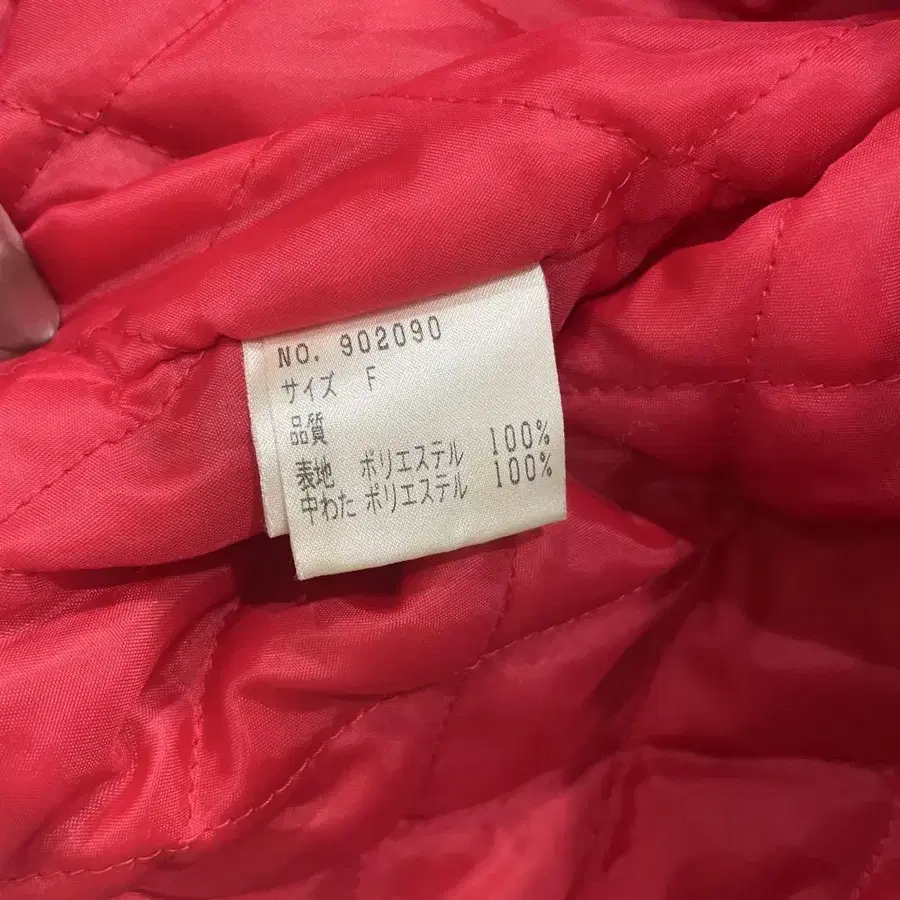 NO. 902090
サイズ F
品質
表地 ポリエステル 100%
中わた ポリエステル 100%